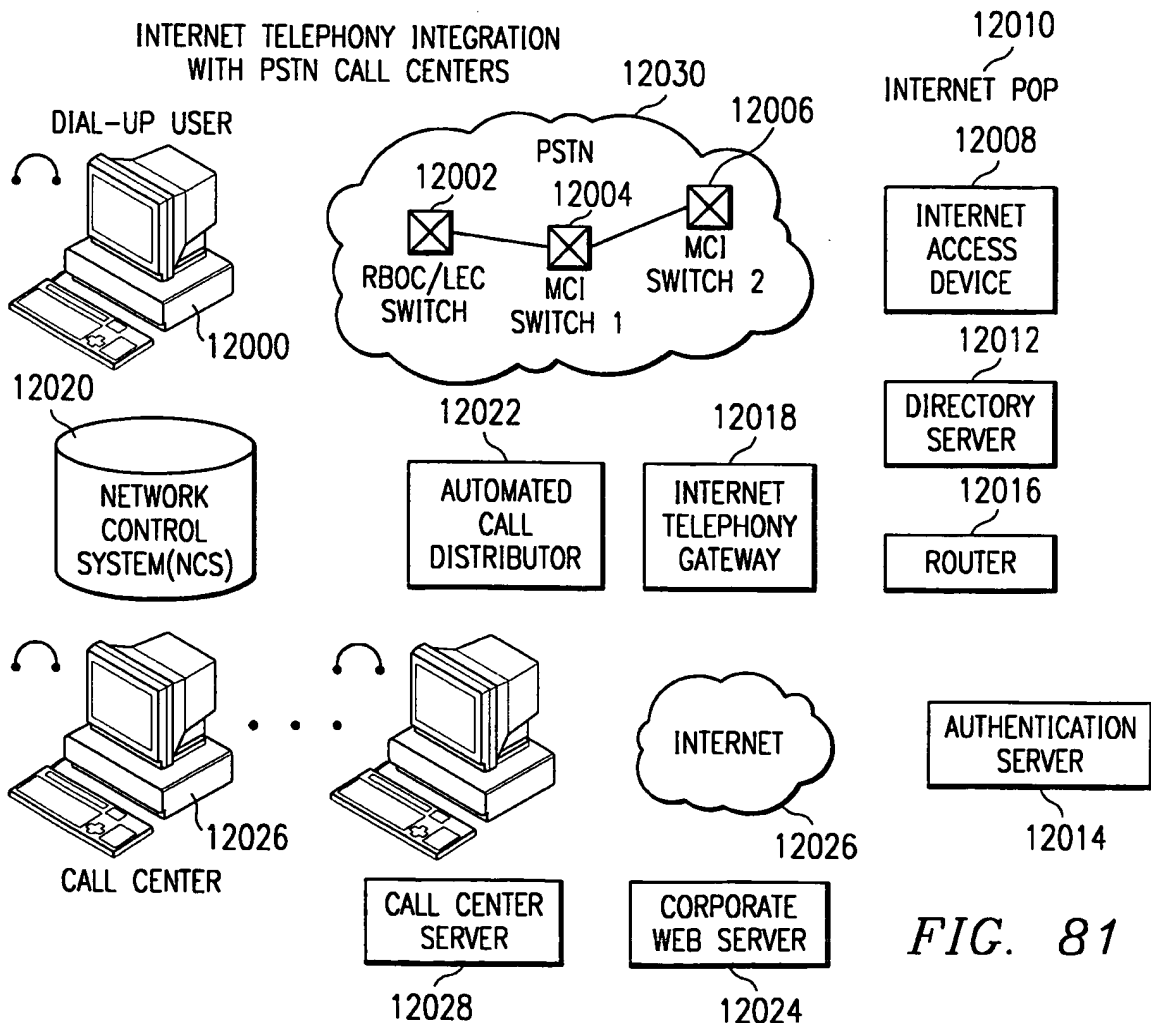 INTERNET TELEPHONY INTEGRATION
WITH PSTN CALL CENTERS
12010
INTERNET POP
12030
12006
DIAL-UP USER
PSTN
12002
12004
12008
RBOC/LEC
SWITCH
MCI
SWITCH 1
MCI
SWITCH 2
INTERNET
ACCESS
DEVICE
12000
12012
12020
12022
12018
DIRECTORY
SERVER
NETWORK
CONTROL
SYSTEM(NCS)
AUTOMATED
CALL
DISTRIBUTOR
INTERNET
TELEPHONY
GATEWAY
12016
ROUTER
INTERNET
AUTHENTICATION
SERVER
12026
12026
12014
CALL CENTER
CALL CENTER
SERVER
CORPORATE
WEB SERVER
FIG. 81
12028
12024